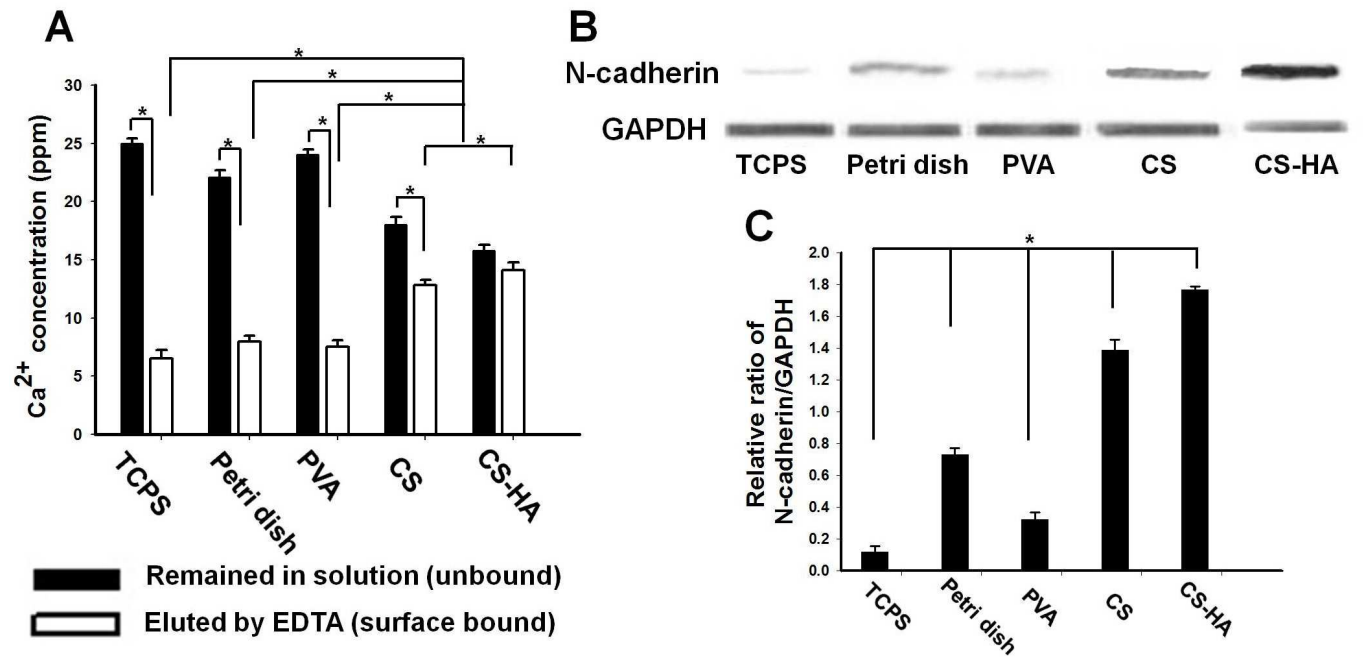 A
*
*
*
*
*
*
*
*
30
25
20
15
10
5
0
Ca2+ concentration (ppm)
TCPS
Petri dish
PVA
CS
CS-HA
Remained in solution (unbound)
Eluted by EDTA (surface bound)
B
N-cadherin
GAPDH
TCPS Petri dish PVA CS CS-HA
C
*
2.0
1.8
1.6
1.4
1.2
1.0
0.8
0.6
0.4
0.2
0.0
Relative ratio of
N-cadherin/GAPDH
TCPS
Petri dish
PVA
CS
CS-HA